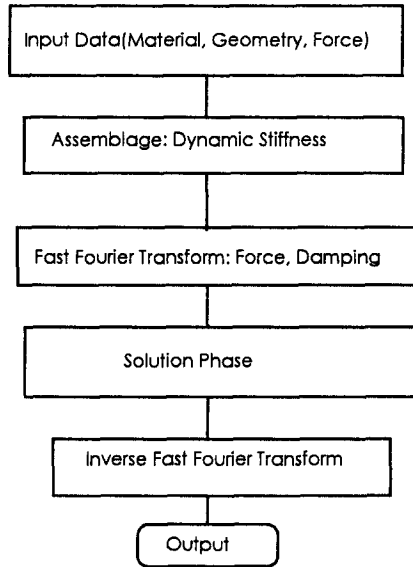 Input Data(Material, Geometry, Force)
Assemblage: Dynamic Stiffness
Fast Fourier Transform: Force, Damping
Solution Phase
Inverse Fast Fourier Transform
Output